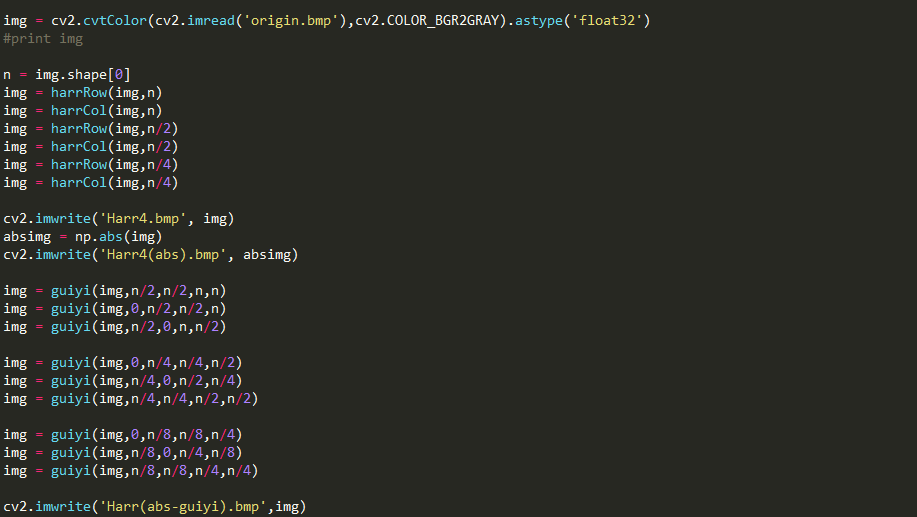 img = cv2.cvtColor(cv2.imread('origin.bmp'),cv2.COLOR_BGR2GRAY).astype('float32')
#print img
n = img.shape[0]
img = harrRow(img,n)
img = harrCol(img,n)
img = harrRow(img,n/2)
img = harrCol(img,n/2)
img = harrRow(img,n/4)
img = harrCol(img,n/4)
cv2.imwrite('Harr4.bmp', img)
absimg = np.abs(img)
cv2.imwrite('Harr4(abs).bmp', absimg)
img = guiyi(img,n/2,n/2,n,n)
img = guiyi(img,0,n/2,n/2,n)
img = guiyi(img,n/2,0,n,n/2)
img = guiyi(img,0,n/4,n/4,n/2)
img = guiyi(img,n/4,0,n/2,n/4)
img = guiyi(img,n/4,n/4,n/2,n/2)
img = guiyi(img,0,n/8,n/8,n/4)
img = guiyi(img,n/8,0,n/4,n/8)
img = guiyi(img,n/8,n/8,n/4,n/4)
cv2.imwrite('Harr(abs-guiyi).bmp',img)